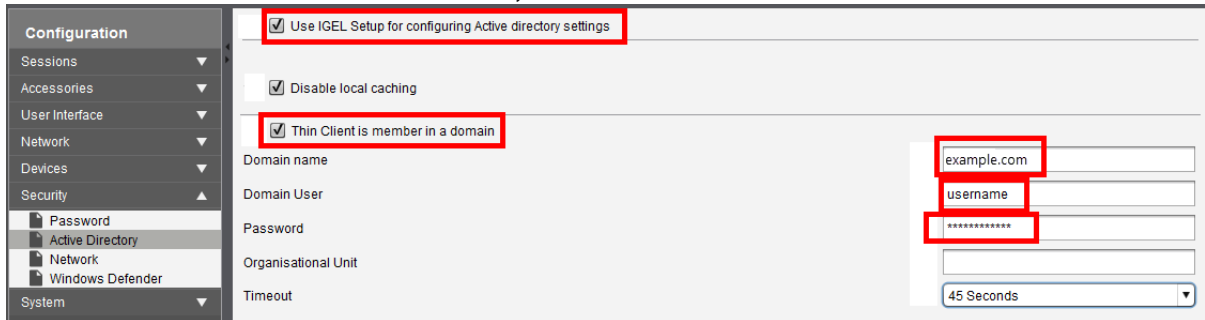 Configuration
Sessions
Accessories
User Interface
Network
Devices
Security
Password
Active Directory
Network
Windows Defender
System
Use IGEL Setup for configuring Active directory settings
Disable local caching
Thin Client is member in a domain
Domain name
example.com
Domain User
username
Password
************
Organisational Unit
Timeout
45 Seconds